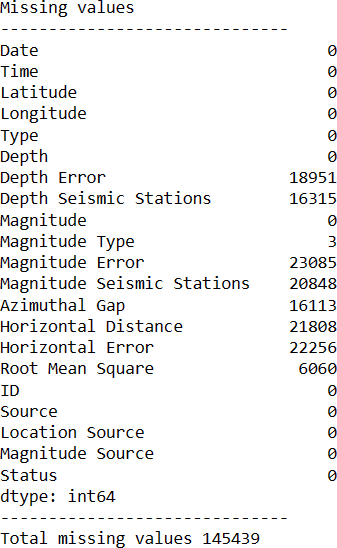 Missing values
------------------------------
Date                           0
Time                           0
Latitude                       0
Longitude                      0
Type                           0
Depth                          0
Depth Error                18951
Depth Seismic Stations     16315
Magnitude                      0
Magnitude Type                 3
Magnitude Error            23085
Magnitude Seismic Stations 20848
Azimuthal Gap              16113
Horizontal Distance        21808
Horizontal Error           22256
Root Mean Square            6060
ID                             0
Source                         0
Location Source                0
Magnitude Source               0
Status                         0
dtype: int64
------------------------------
Total missing values 145439